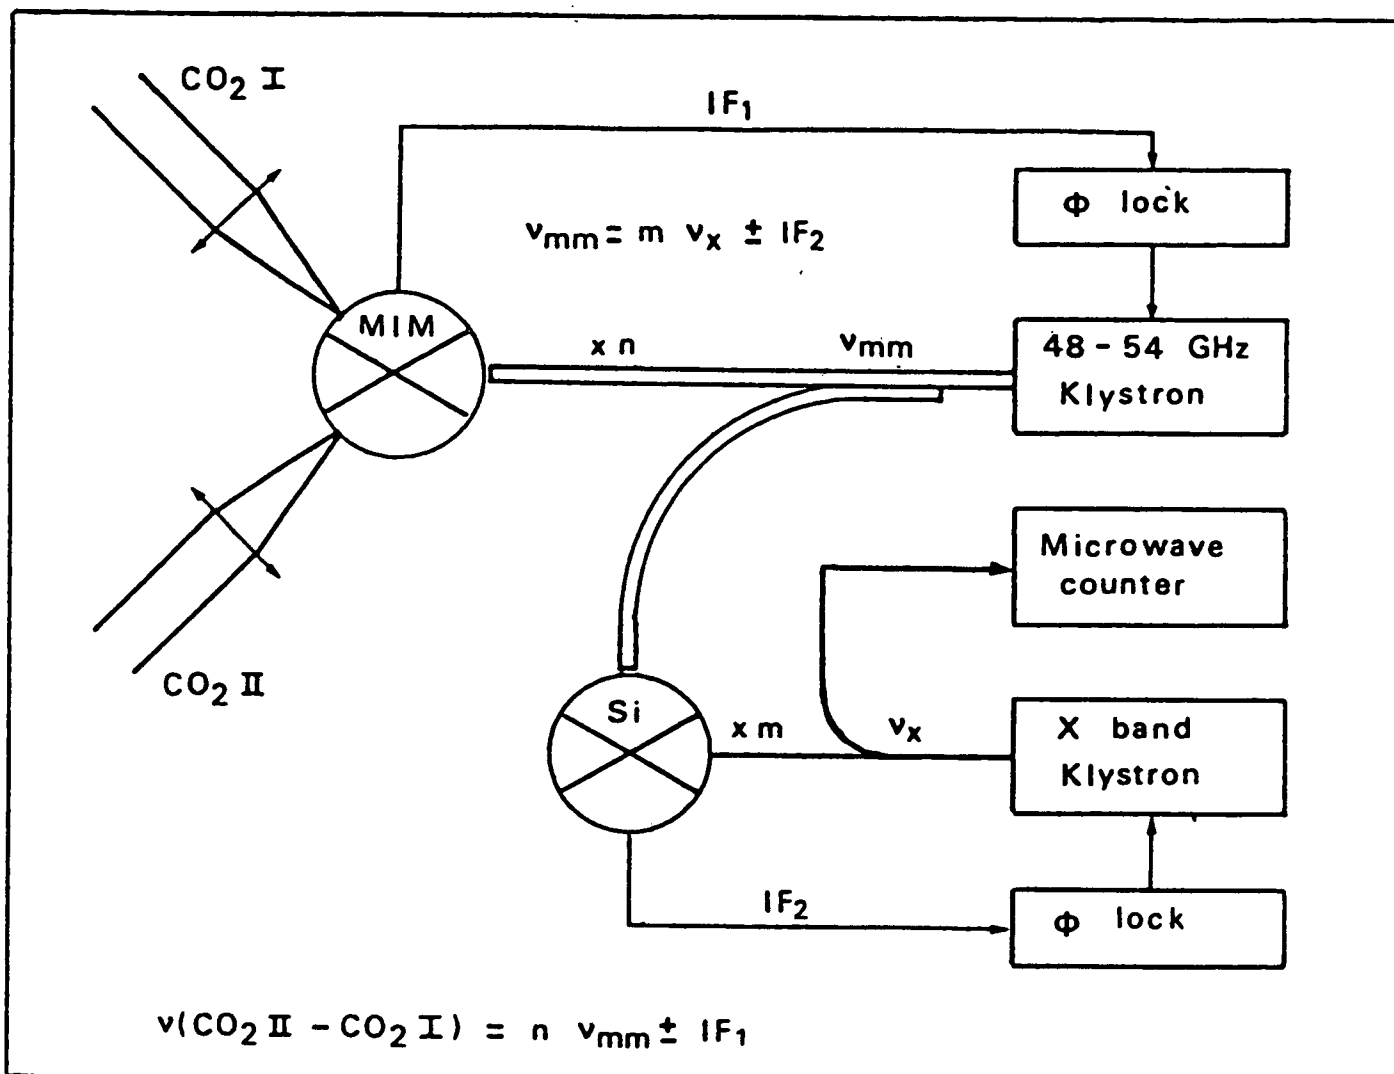 CO₂ I
IF₁
Φ lock
νmm = m νx ± IF₂
MIM
x n
νmm
48-54 GHz
Klystron
Microwave
counter
CO₂ II
Si
x m
νx
X band
Klystron
IF₂
Φ lock
ν(CO₂ II - CO₂ I) = n νmm ± IF₁